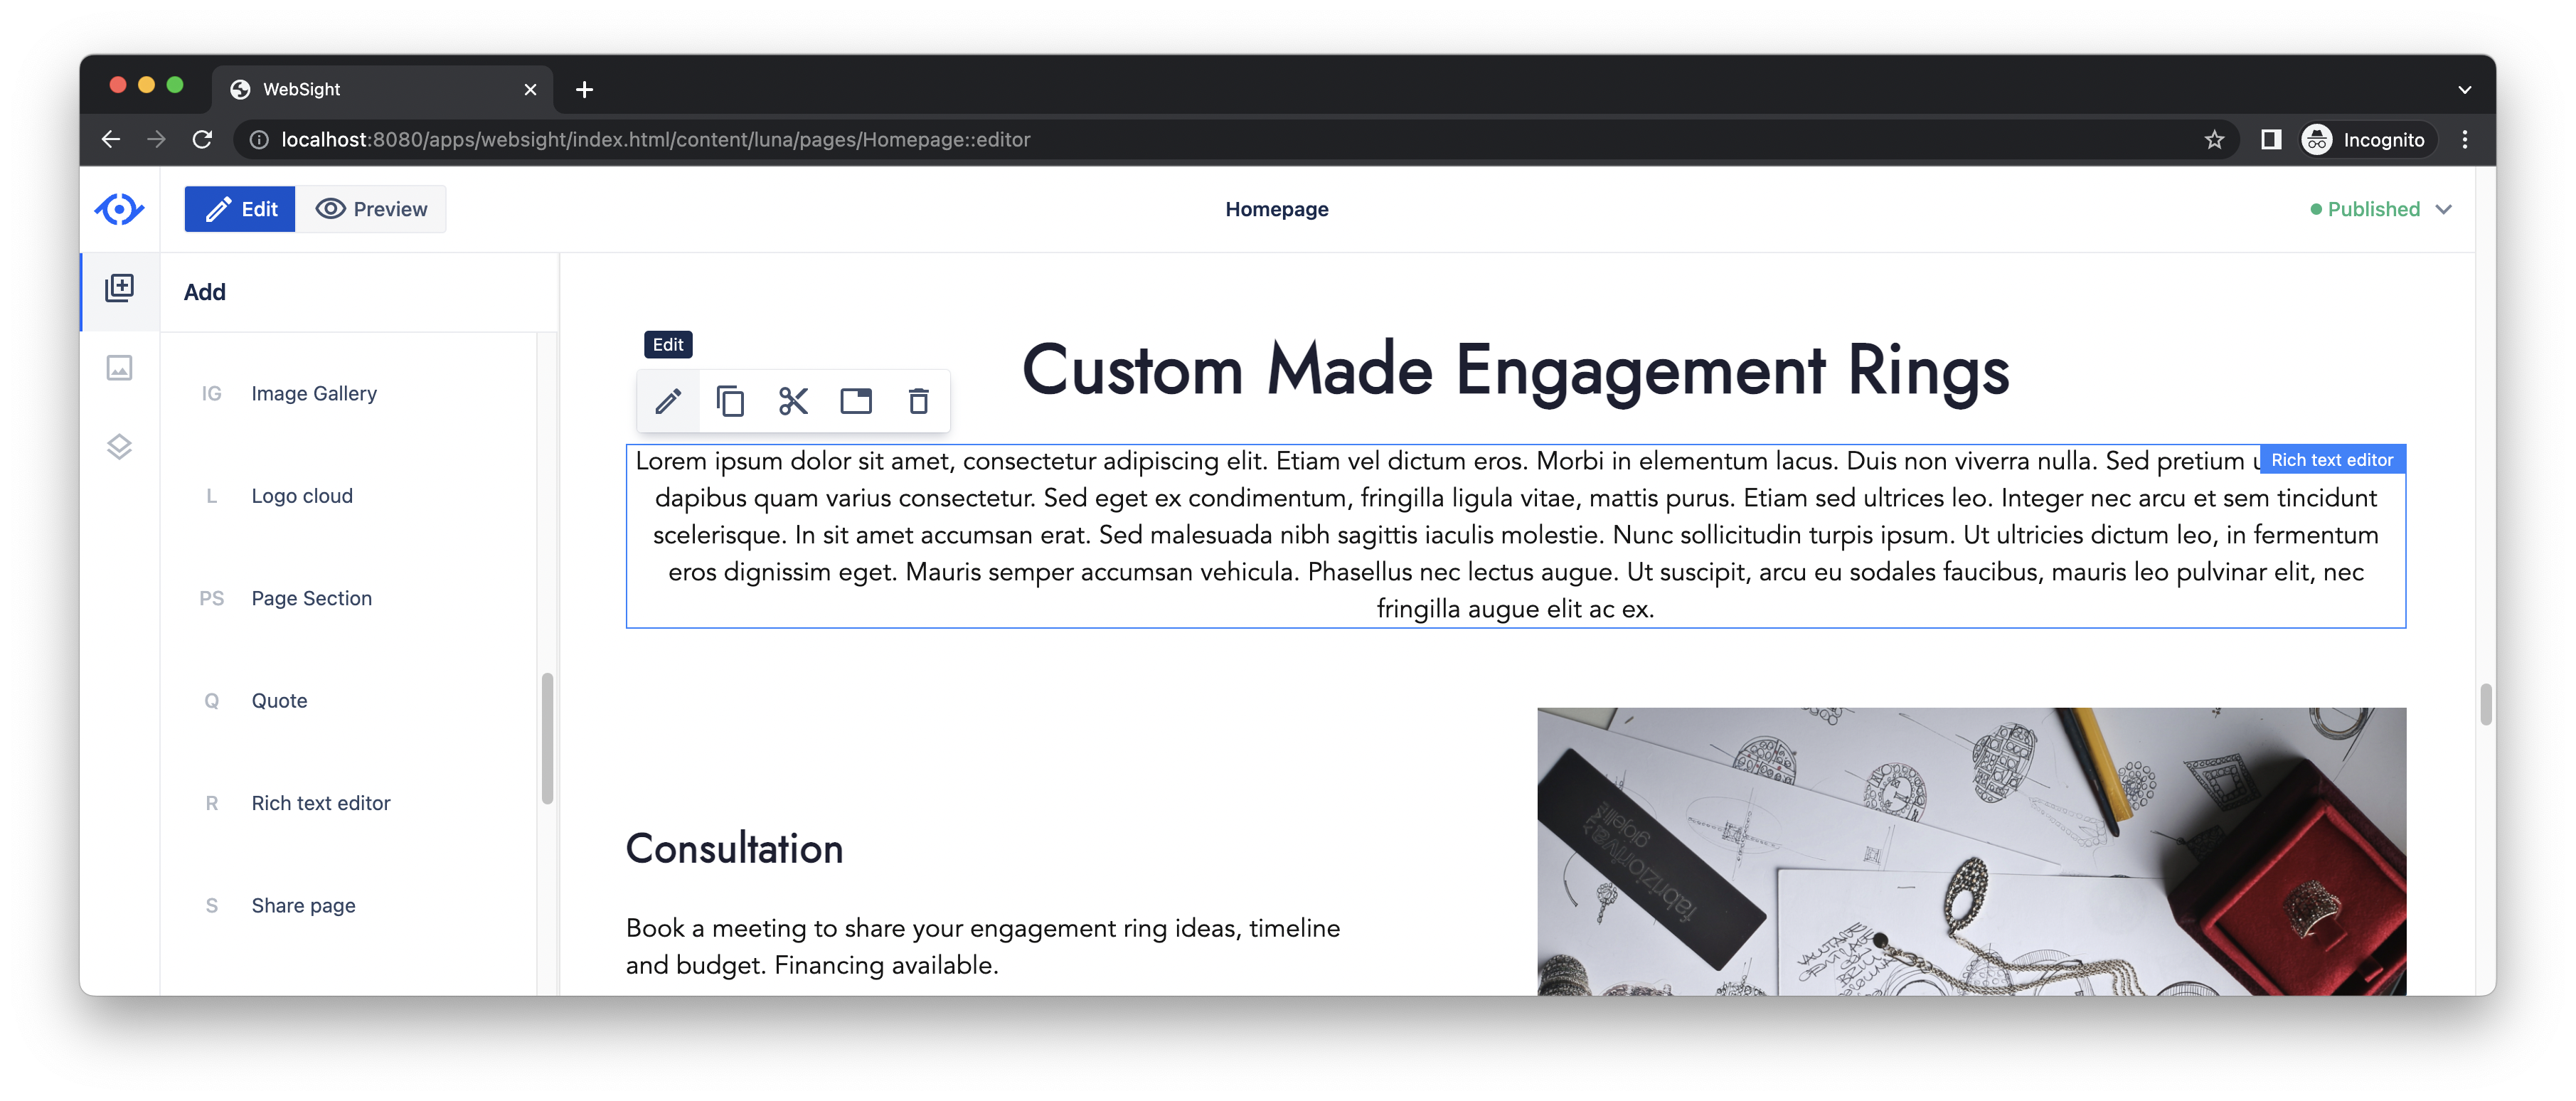 WebSight
localhost:8080/apps/websight/index.html/content/luna/pages/Homepage::editor
Incognito
Edit
Preview
Homepage
Published
Add
IG Image Gallery
L Logo cloud
PS Page Section
Q Quote
R Rich text editor
S Share page
Edit
Custom Made Engagement Rings
Rich text editor
Lorem ipsum dolor sit amet, consectetur adipiscing elit. Etiam vel dictum eros. Morbi in elementum lacus. Duis non viverra nulla. Sed pretium
dapibus quam varius consectetur. Sed eget ex condimentum, fringilla ligula vitae, mattis purus. Etiam sed ultrices leo. Integer nec arcu et sem tincidunt
scelerisque. In sit amet accumsan erat. Sed malesuada nibh sagittis iaculis molestie. Nunc sollicitudin turpis ipsum. Ut ultricies dictum leo, in fermentum
eros dignissim eget. Mauris semper accumsan vehicula. Phasellus nec lectus augue. Ut suscipit, arcu eu sodales faucibus, mauris leo pulvinar elit, nec
fringilla augue elit ac ex.
Consultation
Book a meeting to share your engagement ring ideas, timeline
and budget. Financing available.
fabrizioriva
gioielli